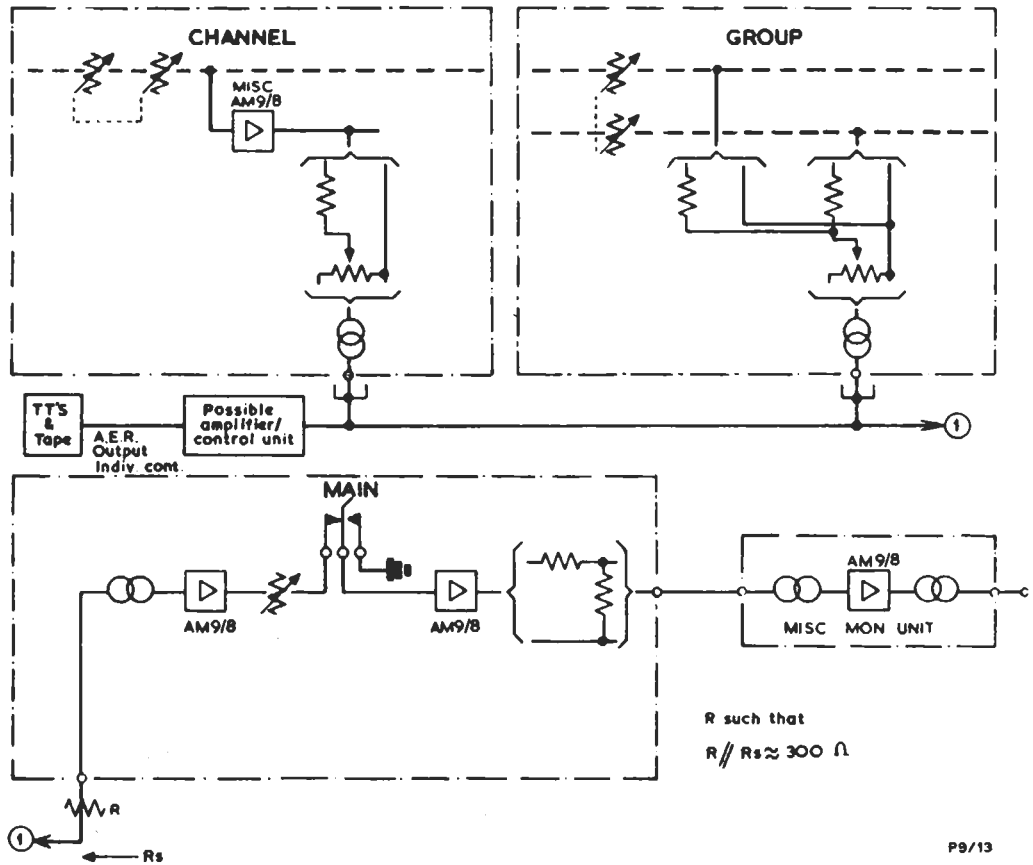 CHANNEL
GROUP
MISC
AM9/8
TT'S
&
Tape
A.E.R.
Output
Indiv. cont.
Possible
amplifier/
control unit
1
MAIN
AM9/8
AM9/8
AM9/8
MISC MON UNIT
R such that
R // Rs ≈ 300 Ω
R
1
Rs
P9/13